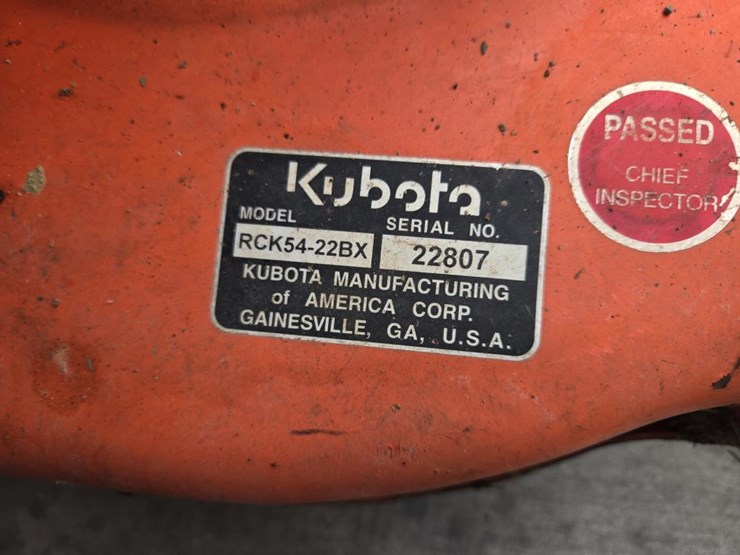 Kubota
MODEL
SERIAL NO.
RCK54-22BX
22807
KUBOTA MANUFACTURING
of AMERICA CORP.
GAINESVILLE, GA, U.S.A.
PASSED
CHIEF
INSPECTOR